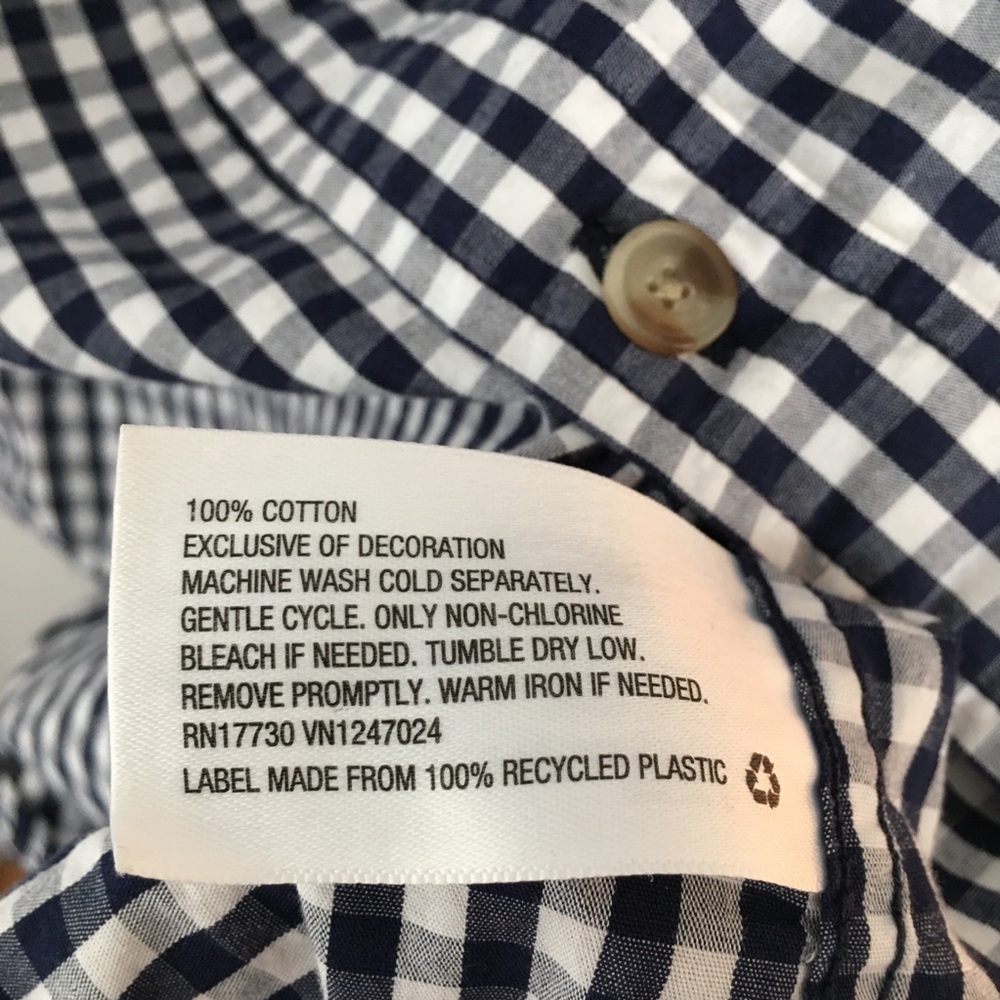 100% COTTON
EXCLUSIVE OF DECORATION
MACHINE WASH COLD SEPARATELY.
GENTLE CYCLE. ONLY NON-CHLORINE
BLEACH IF NEEDED. TUMBLE DRY LOW.
REMOVE PROMPTLY. WARM IRON IF NEEDED.
RN17730 VN1247024
LABEL MADE FROM 100% RECYCLED PLASTIC